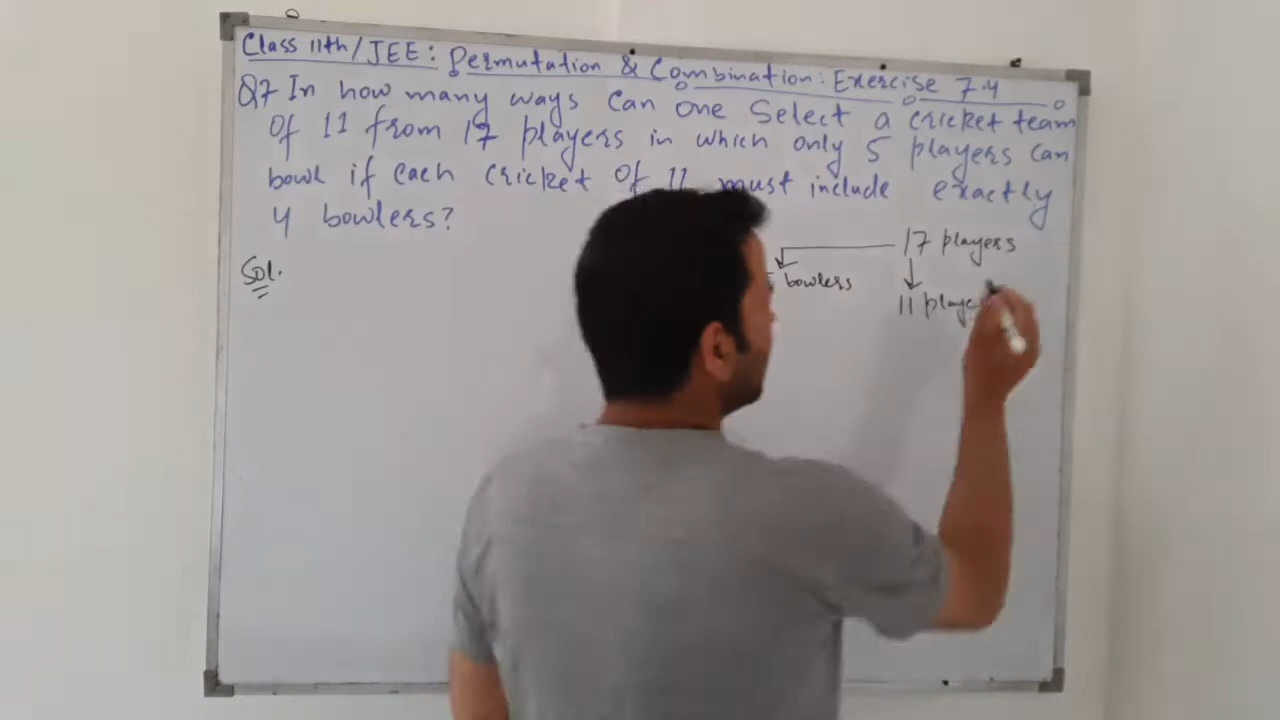 Class 11th/JEE: Permutation & Combination: Exercise 7.4
Q7 In how many ways Can one Select a cricket team
Of 11 from 17 players in which only 5 players Can
bowl if each cricket Of 11 must include exactly
4 bowlers?
Sol.
17 players
bowlers
11